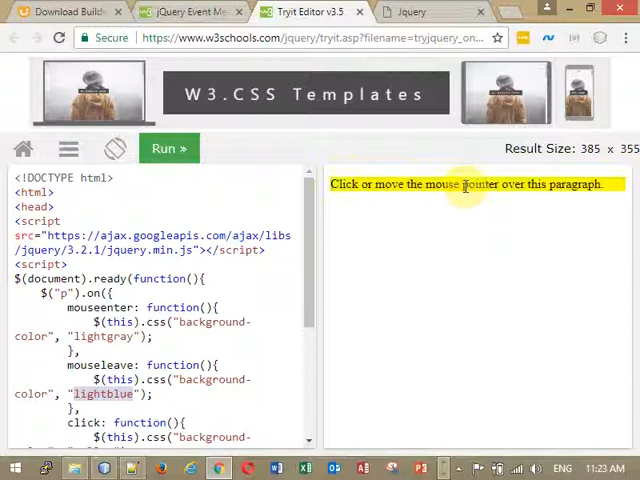 Download Build
jQuery Event Me
Tryit Editor v3.5
Jquery
Secure
https://www.w3schools.com/jquery/tryit.asp?filename=tryjquery_on...
W3.CSS Templates
Run »
Result Size: 385 x 355
<!DOCTYPE html>
<html>
<head>
<script
src="https://ajax.googleapis.com/ajax/libs
/jquery/3.2.1/jquery.min.js"></script>
<script>
$(document).ready(function(){
$("p").on({
mouseenter: function(){
$(this).css("background-
color", "lightgray");
},
mouseleave: function(){
$(this).css("background-
color", "lightblue");
},
click: function(){
$(this).css("background-
Click or move the mouse pointer over this paragraph.
ENG
11:23 AM